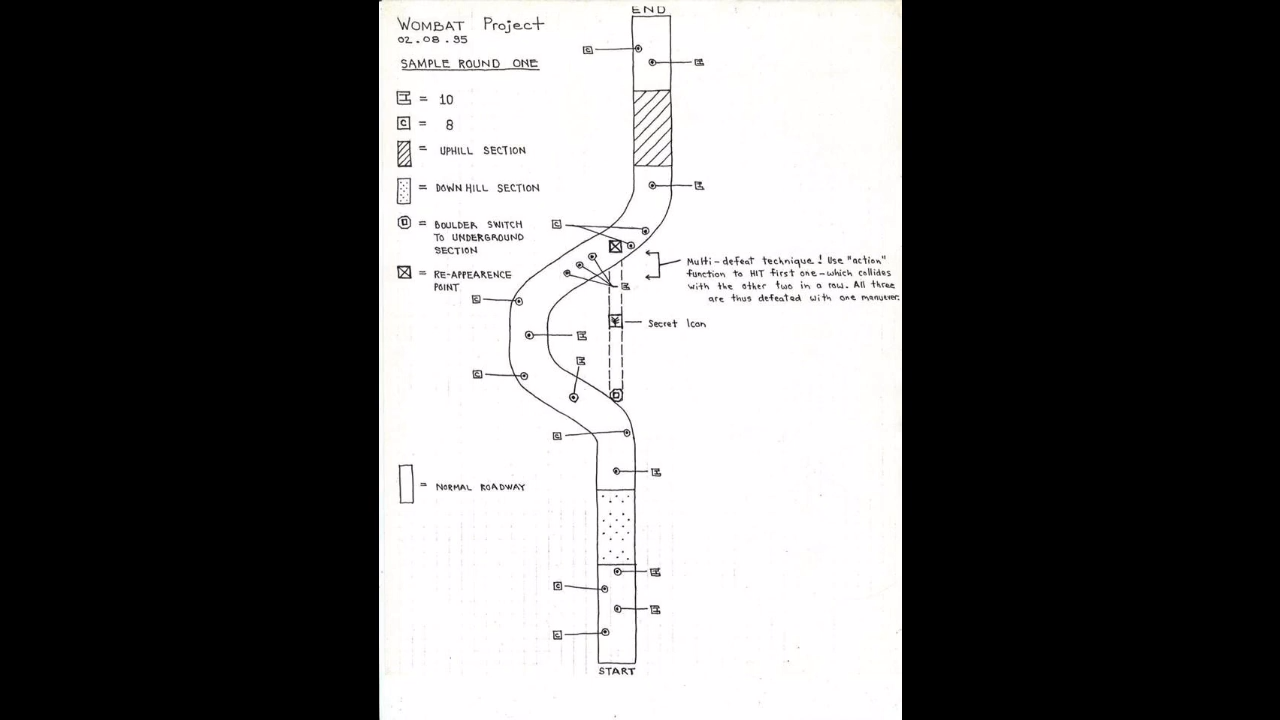 WOMBAT Project
02.08.95
SAMPLE ROUND ONE
E = 10
C = 8
= UPHILL SECTION
= DOWN HILL SECTION
= BOULDER SWITCH
TO UNDERGROUND
SECTION
= RE-APPEARENCE
POINT
= NORMAL ROADWAY
END
C
E
E
C
Multi-defeat technique! Use "action"
function to HIT first one—which collides
with the other two in a row. All three
are thus defeated with one manuver.
E
C
¥
Secret Icon
E
E
C
C
E
E
C
E
C
START